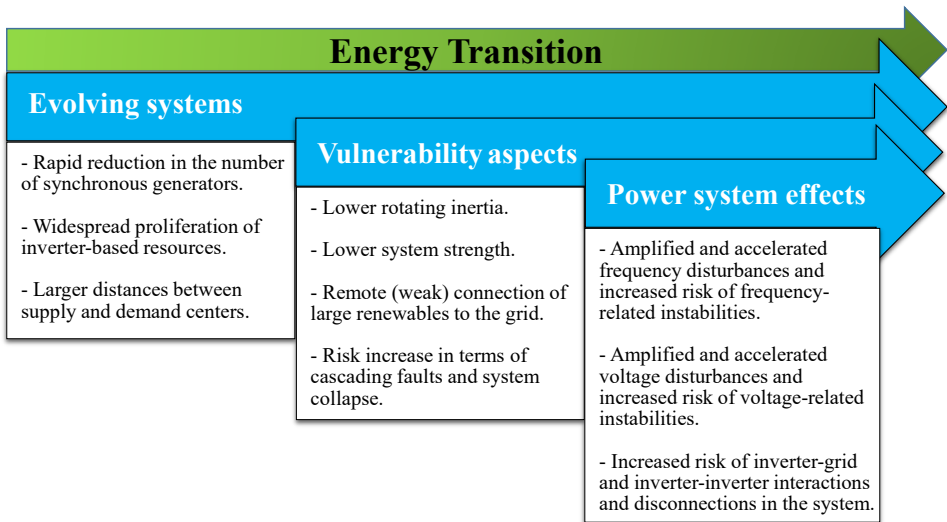 Energy Transition
Evolving systems
- Rapid reduction in the number
of synchronous generators.
- Widespread proliferation of
inverter-based resources.
- Larger distances between
supply and demand centers.
Vulnerability aspects
- Lower rotating inertia.
- Lower system strength.
- Remote (weak) connection of
large renewables to the grid.
- Risk increase in terms of
cascading faults and system
collapse.
Power system effects
- Amplified and accelerated
frequency disturbances and
increased risk of frequency-
related instabilities.
- Amplified and accelerated
voltage disturbances and
increased risk of voltage-related
instabilities.
- Increased risk of inverter-grid
and inverter-inverter interactions
and disconnections in the system.